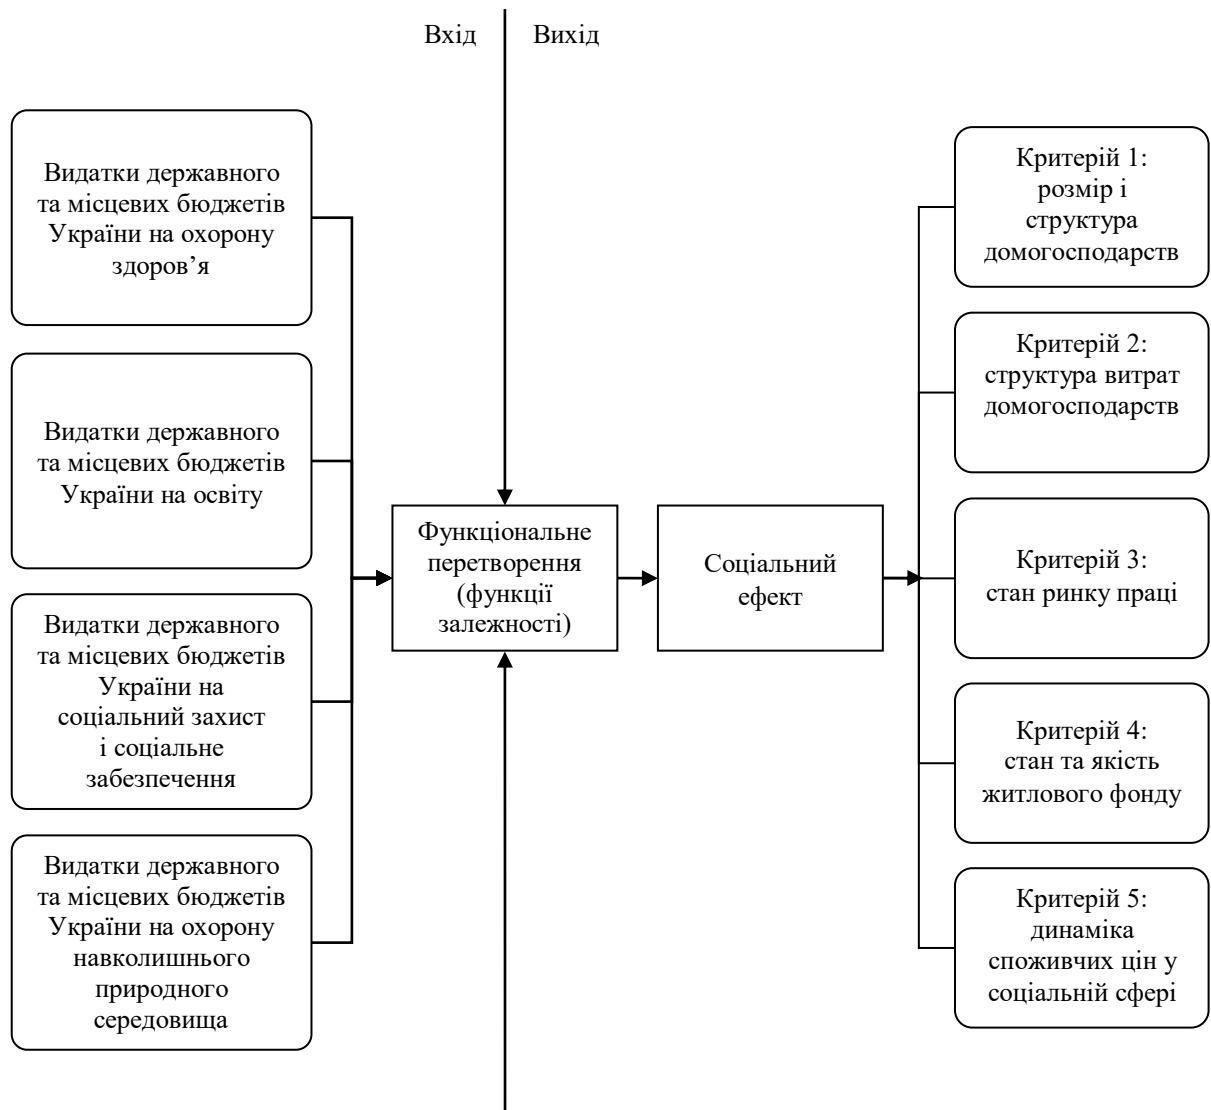 Вхід
Вихід
Видатки державного
та місцевих бюджетів
України на охорону
здоров’я
Видатки державного
та місцевих бюджетів
України на освіту
Видатки державного
та місцевих бюджетів
України на
соціальний захист
і соціальне
забезпечення
Видатки державного
та місцевих бюджетів
України на охорону
навколишнього
природного
середовища
Функціональне
перетворення
(функції
залежності)
Соціальний
ефект
Критерій 1:
розмір і
структура
домогосподарств
Критерій 2:
структура витрат
домогосподарств
Критерій 3:
стан ринку праці
Критерій 4:
стан та якість
житлового фонду
Критерій 5:
динаміка
споживчих цін у
соціальній сфері